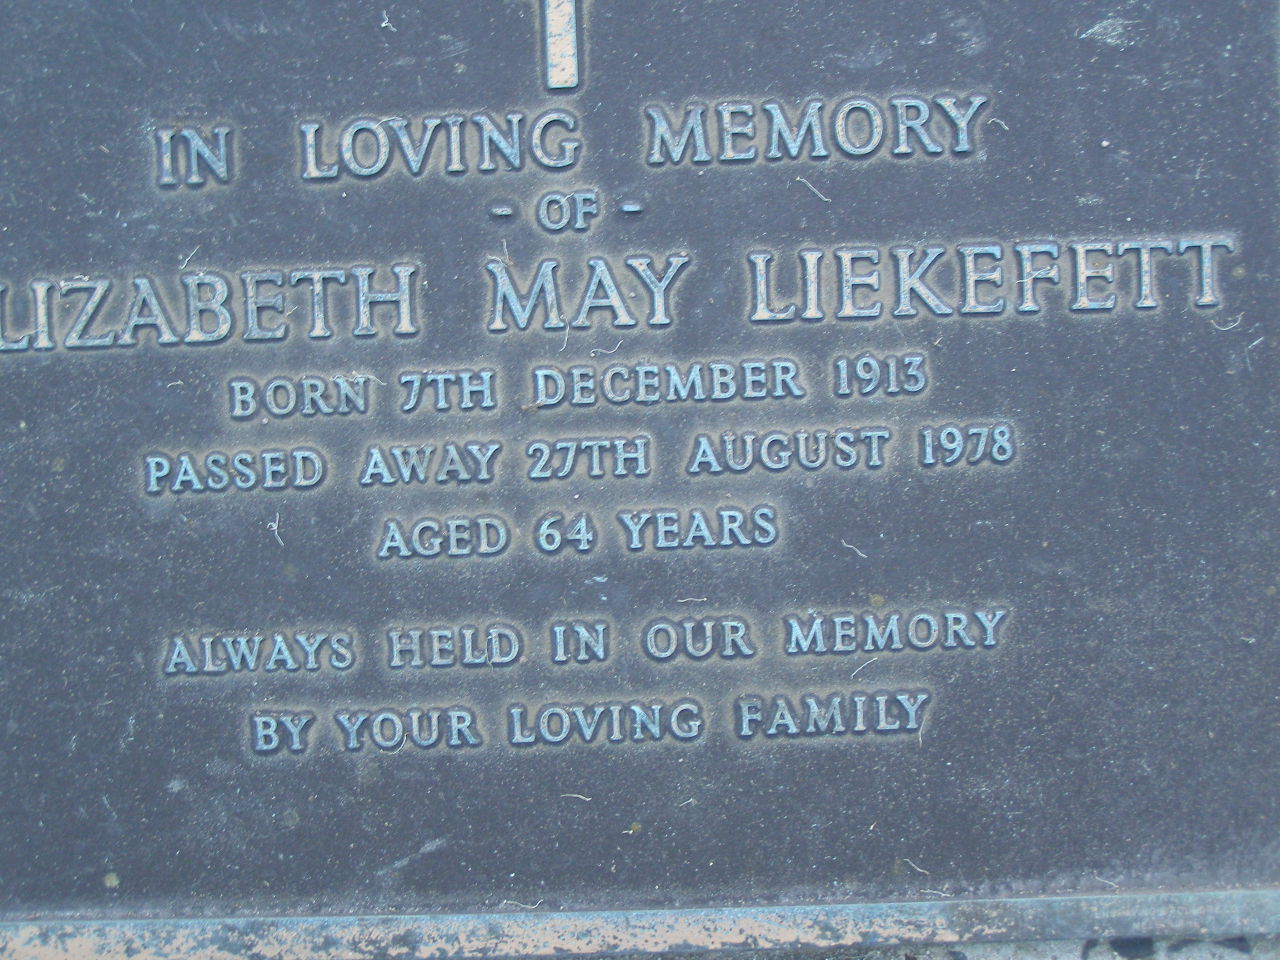 IN LOVING MEMORY
- OF -
LIZABETH MAY LIEKEFETT
BORN 7TH DECEMBER 1913
PASSED AWAY 27TH AUGUST 1978
AGED 64 YEARS
ALWAYS HELD IN OUR MEMORY
BY YOUR LOVING FAMILY